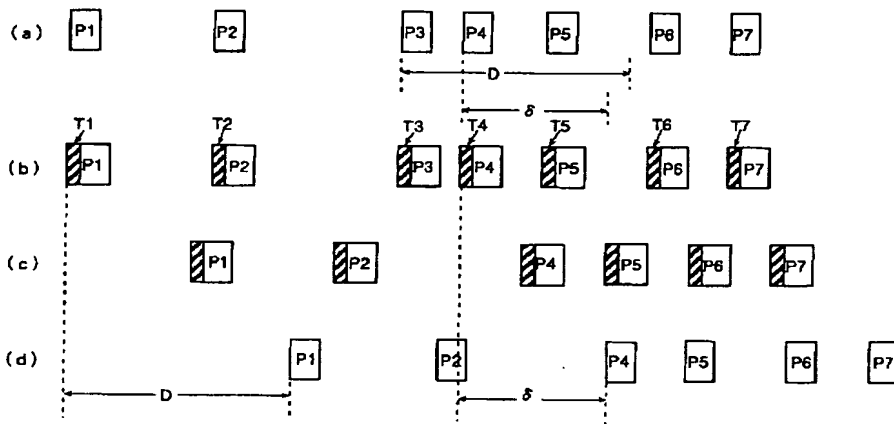 (a) P1 P2 P3 P4 P5 P6 P7
D
δ
T1 T2 T3 T4 T5 T6 T7
(b) P1 P2 P3 P4 P5 P6 P7
(c) P1 P2 P4 P5 P6 P7
(d) P1 P2 P4 P5 P6 P7
D δ